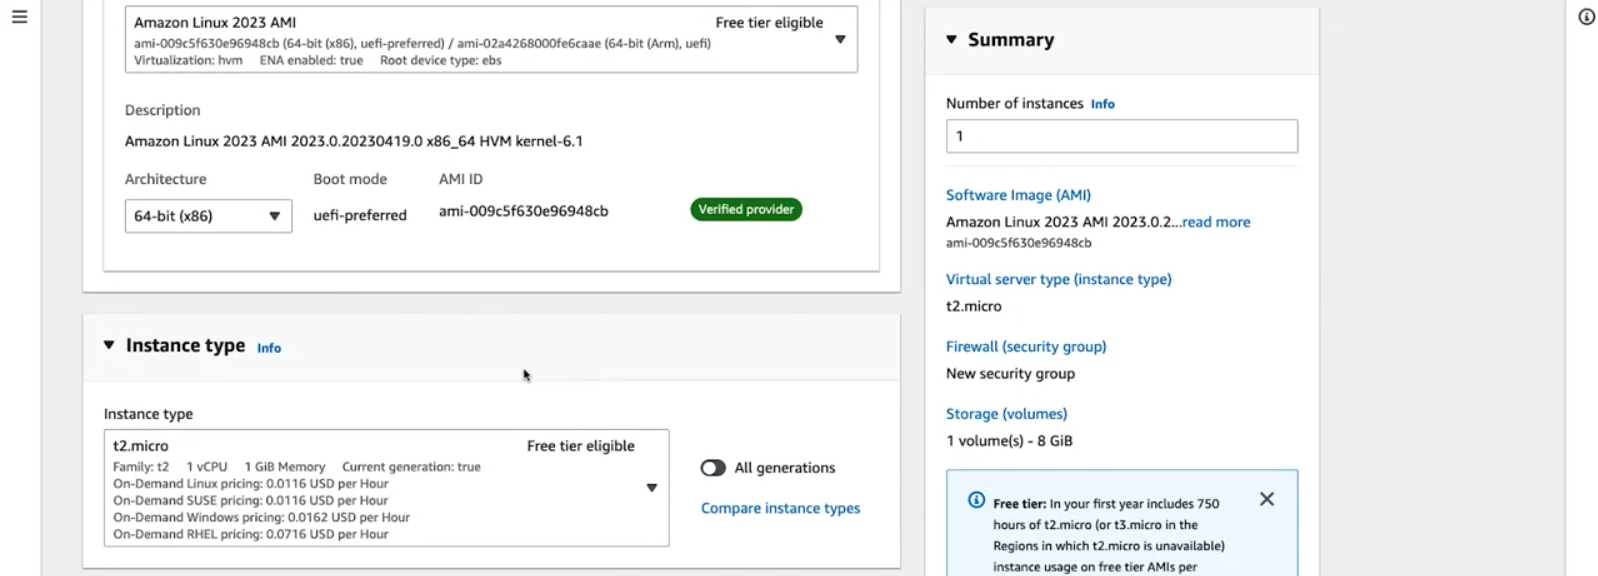 Amazon Linux 2023 AMI
Free tier eligible
ami-009c5f630e96948cb (64-bit (x86), uefi-preferred) / ami-02a4268000fe6caae (64-bit (Arm), uefi)
Virtualization: hvm ENA enabled: true Root device type: ebs
Description
Amazon Linux 2023 AMI 2023.0.20230419.0 x86_64 HVM kernel-6.1
Architecture Boot mode AMI ID
64-bit (x86) uefi-preferred ami-009c5f630e96948cb Verified provider
Instance type Info
Instance type
t2.micro Free tier eligible
Family: t2 1 vCPU 1 GiB Memory Current generation: true
On-Demand Linux pricing: 0.0116 USD per Hour
On-Demand SUSE pricing: 0.0116 USD per Hour
On-Demand Windows pricing: 0.0162 USD per Hour
On-Demand RHEL pricing: 0.0716 USD per Hour
All generations
Compare instance types
Summary
Number of instances Info
1
Software Image (AMI)
Amazon Linux 2023 AMI 2023.0.2...read more
ami-009c5f630e96948cb
Virtual server type (instance type)
t2.micro
Firewall (security group)
New security group
Storage (volumes)
1 volume(s) - 8 GiB
Free tier: In your first year includes 750
hours of t2.micro (or t3.micro in the
Regions in which t2.micro is unavailable)
instance usage on free tier AMIs per